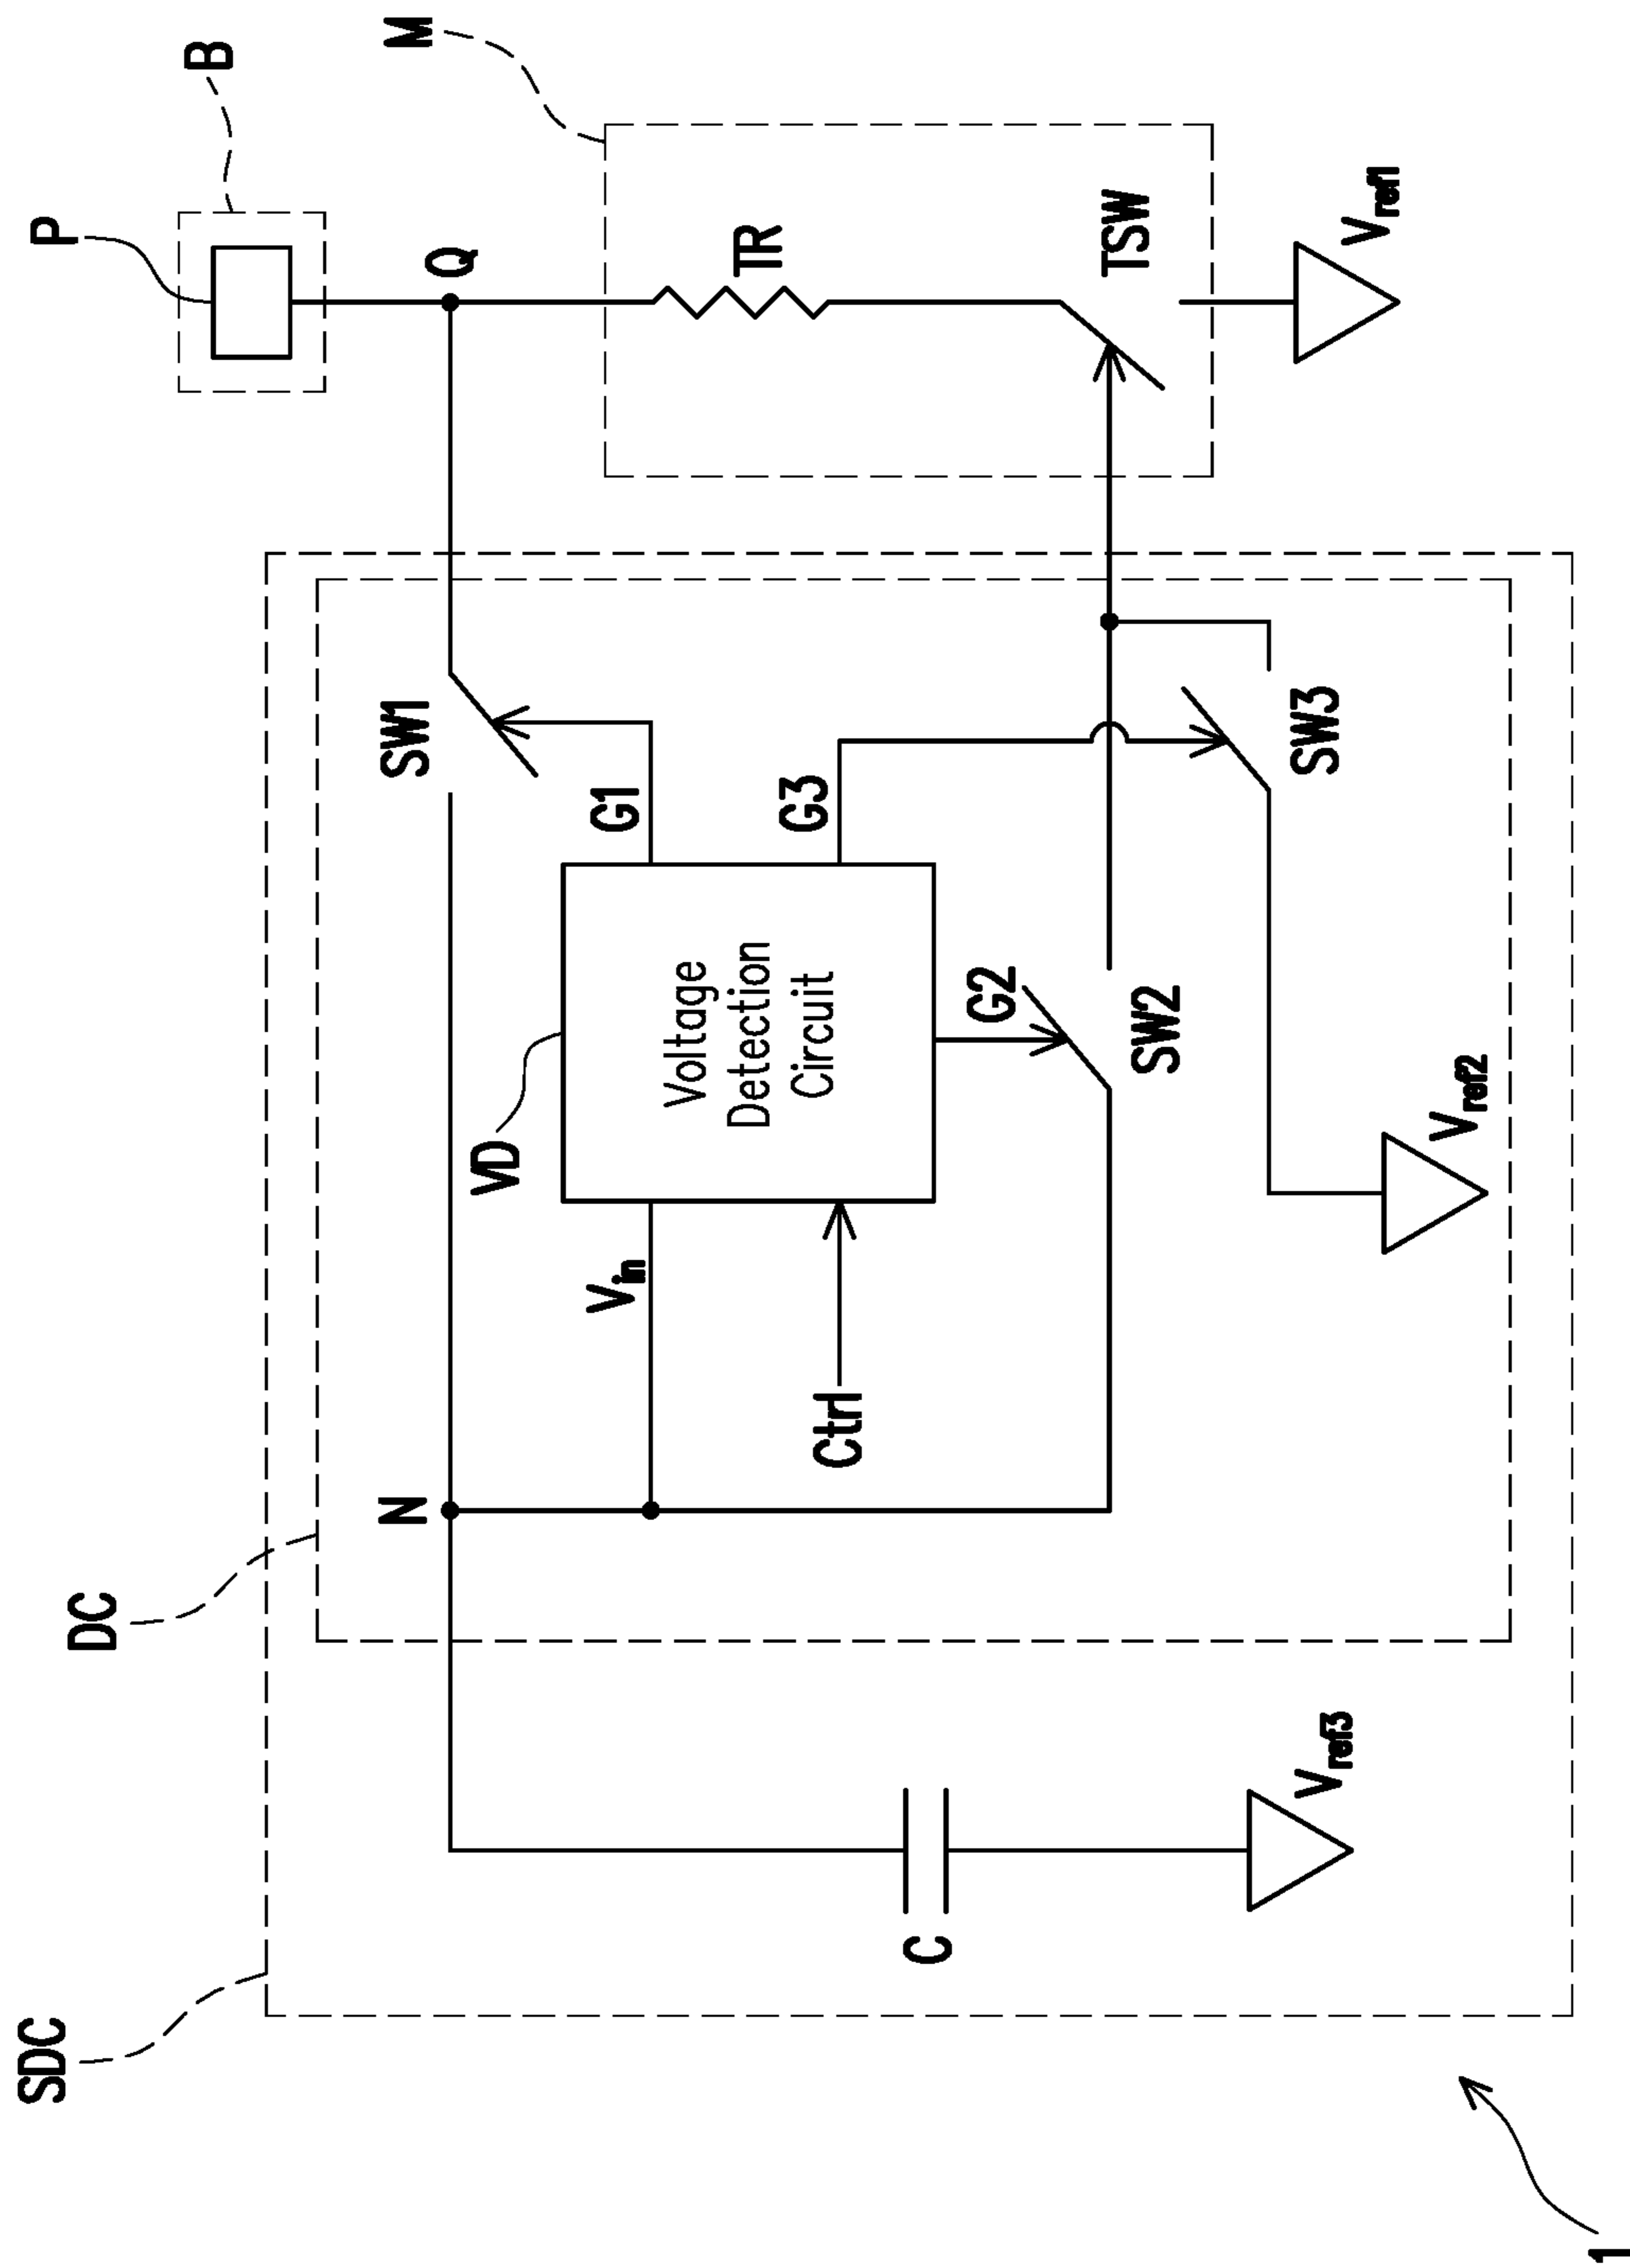 SDC
DC
P
B
M
N
SW1
Q
VD
Vin
G1
Voltage
Detection
Circuit
TR
G3
Ctrl
G2
C
SW2
TSW
SW3
Vref3
Vref2
Vref1
1